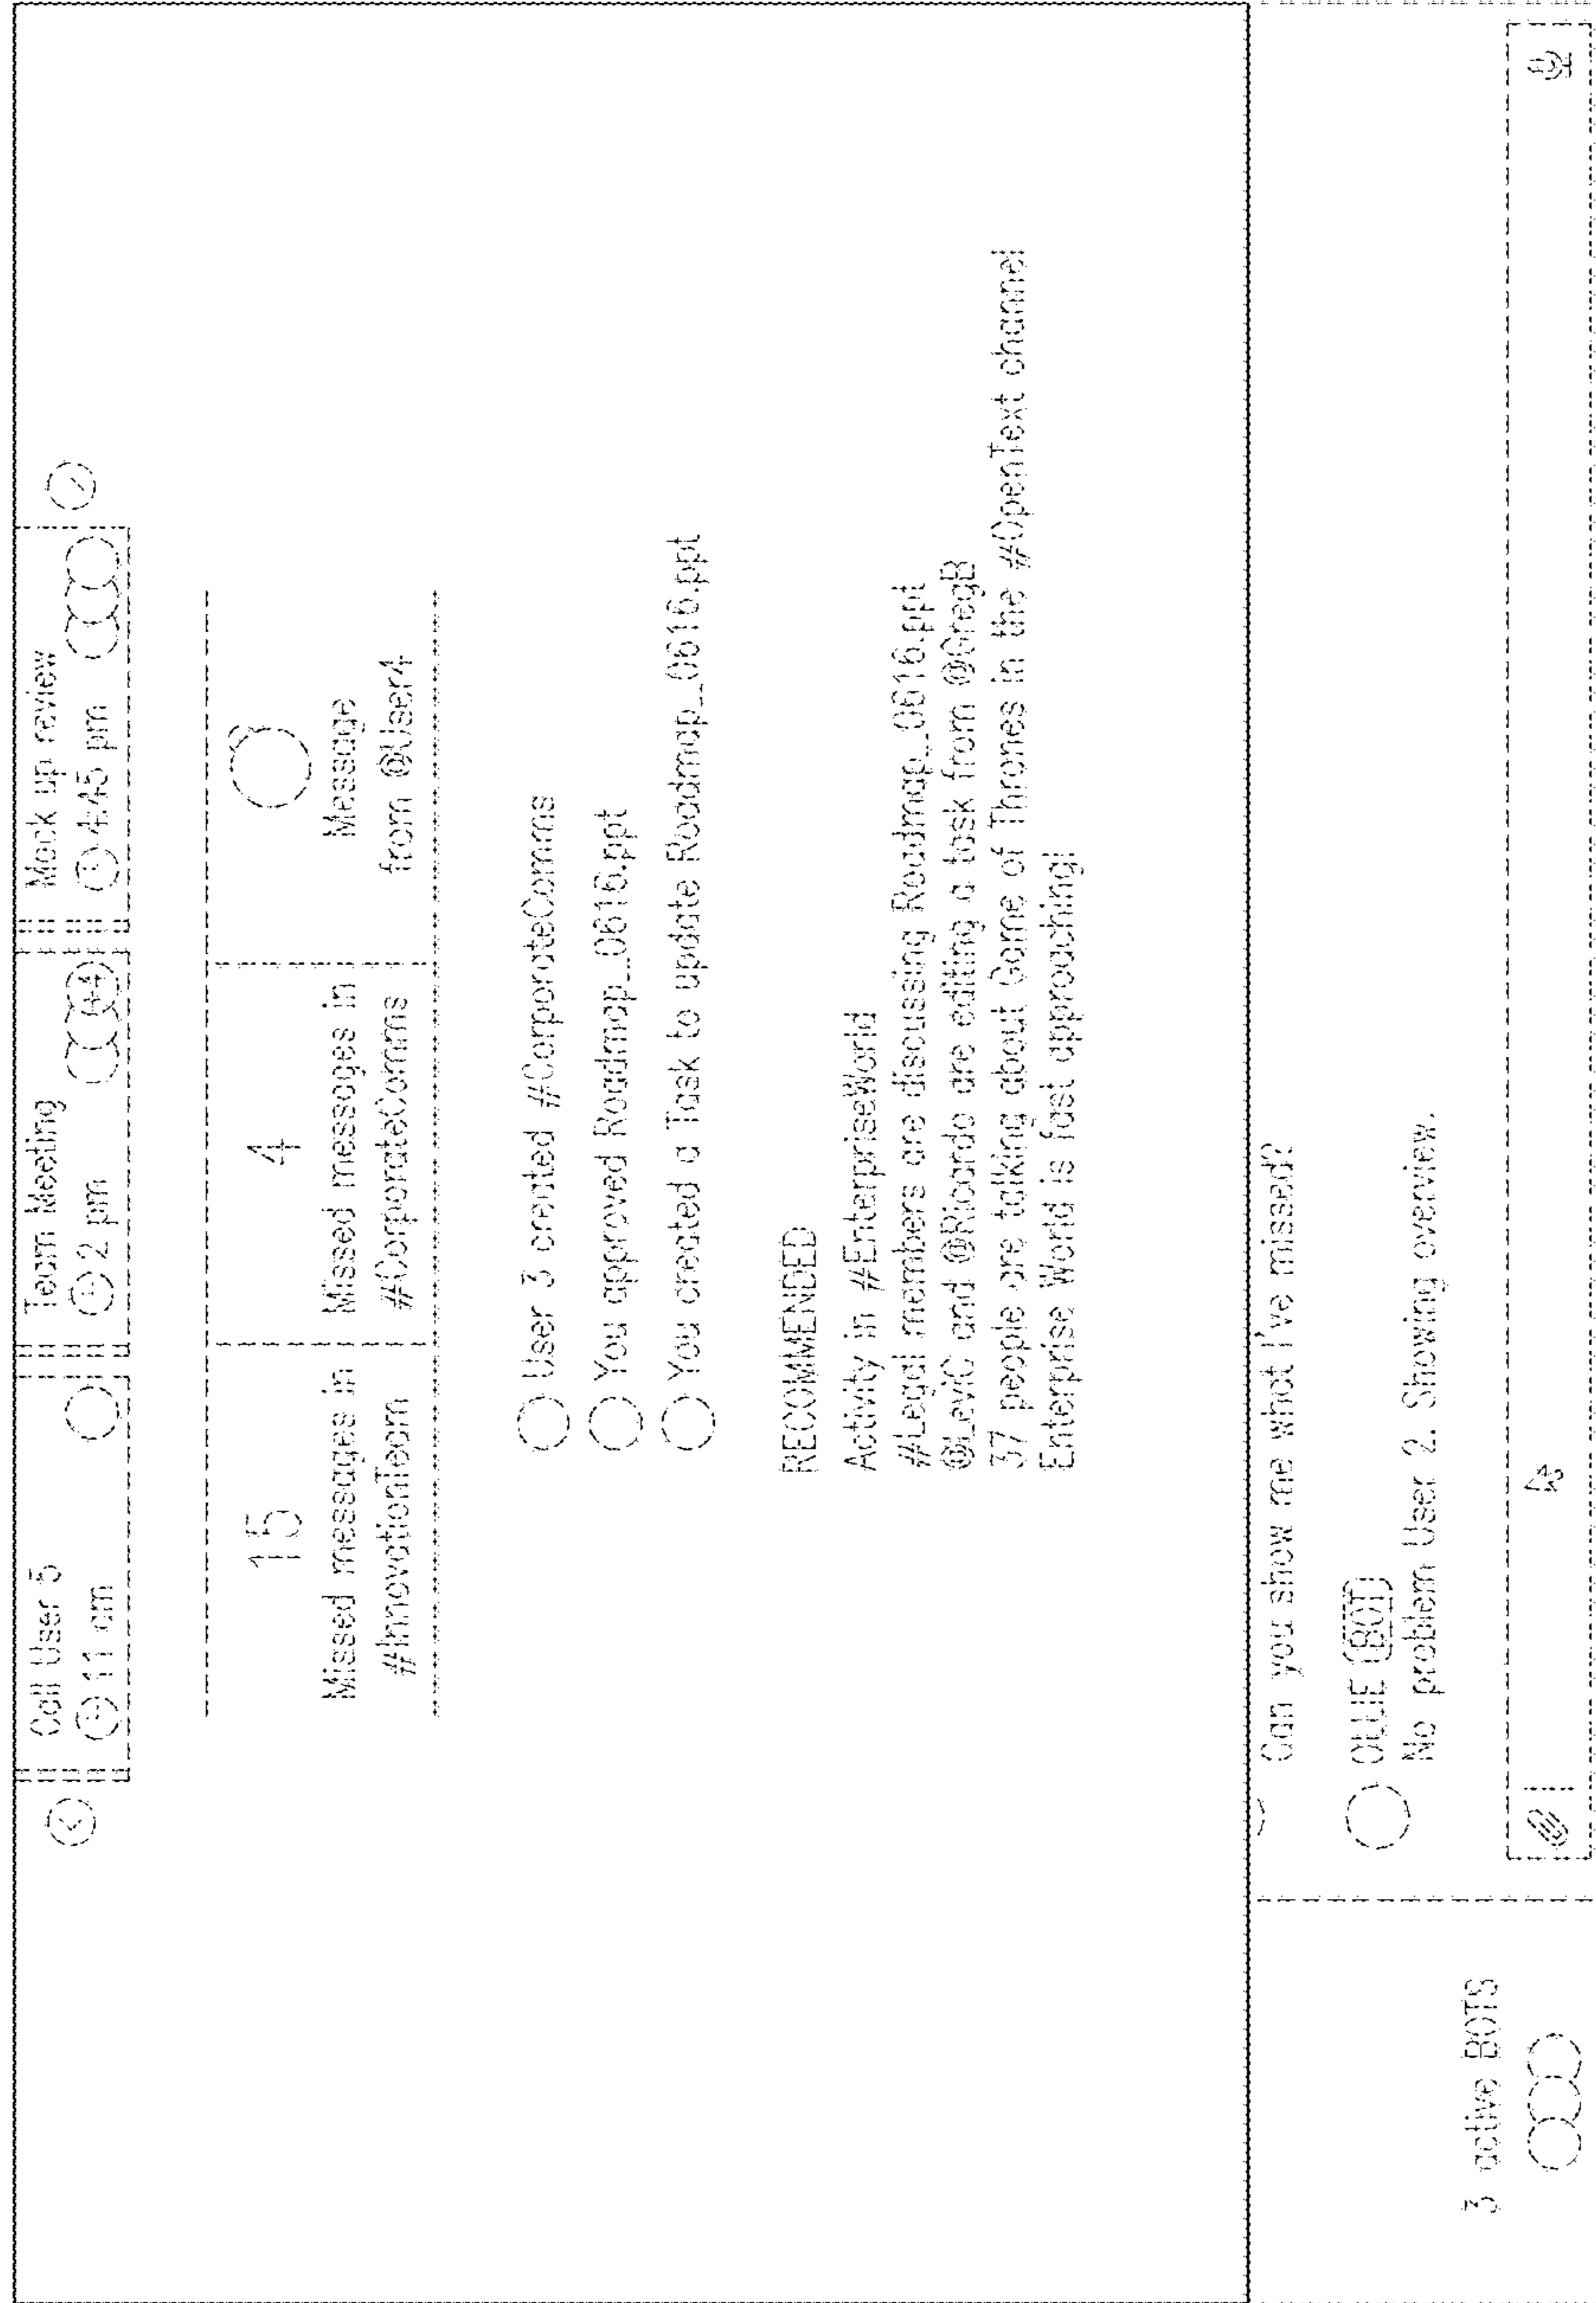 Call User 5
11 am
Team Meeting
2 pm
Mock up review
4:45 pm
15
Missed messages in
#InnovationTeam
4
Missed messages in
#CorporateComms
Message
from @User4
User 3 created #CorporateComms
You approved Roadmap_0616.ppt
You created a Task to update Roadmap_0616.ppt
RECOMMENDED
Activity in #EnterpriseWorld
#Legal members are discussing Roadmap_0616.ppt
@LeviC and @Ricardo are editing a task from @GregB
37 people are talking about Game of Thrones in the #OpenText channel
Enterprise World is fast approaching!
Can you show me what I've missed?
OLLIE BOT
No problem User 2. Showing overview.
3 active BOTS